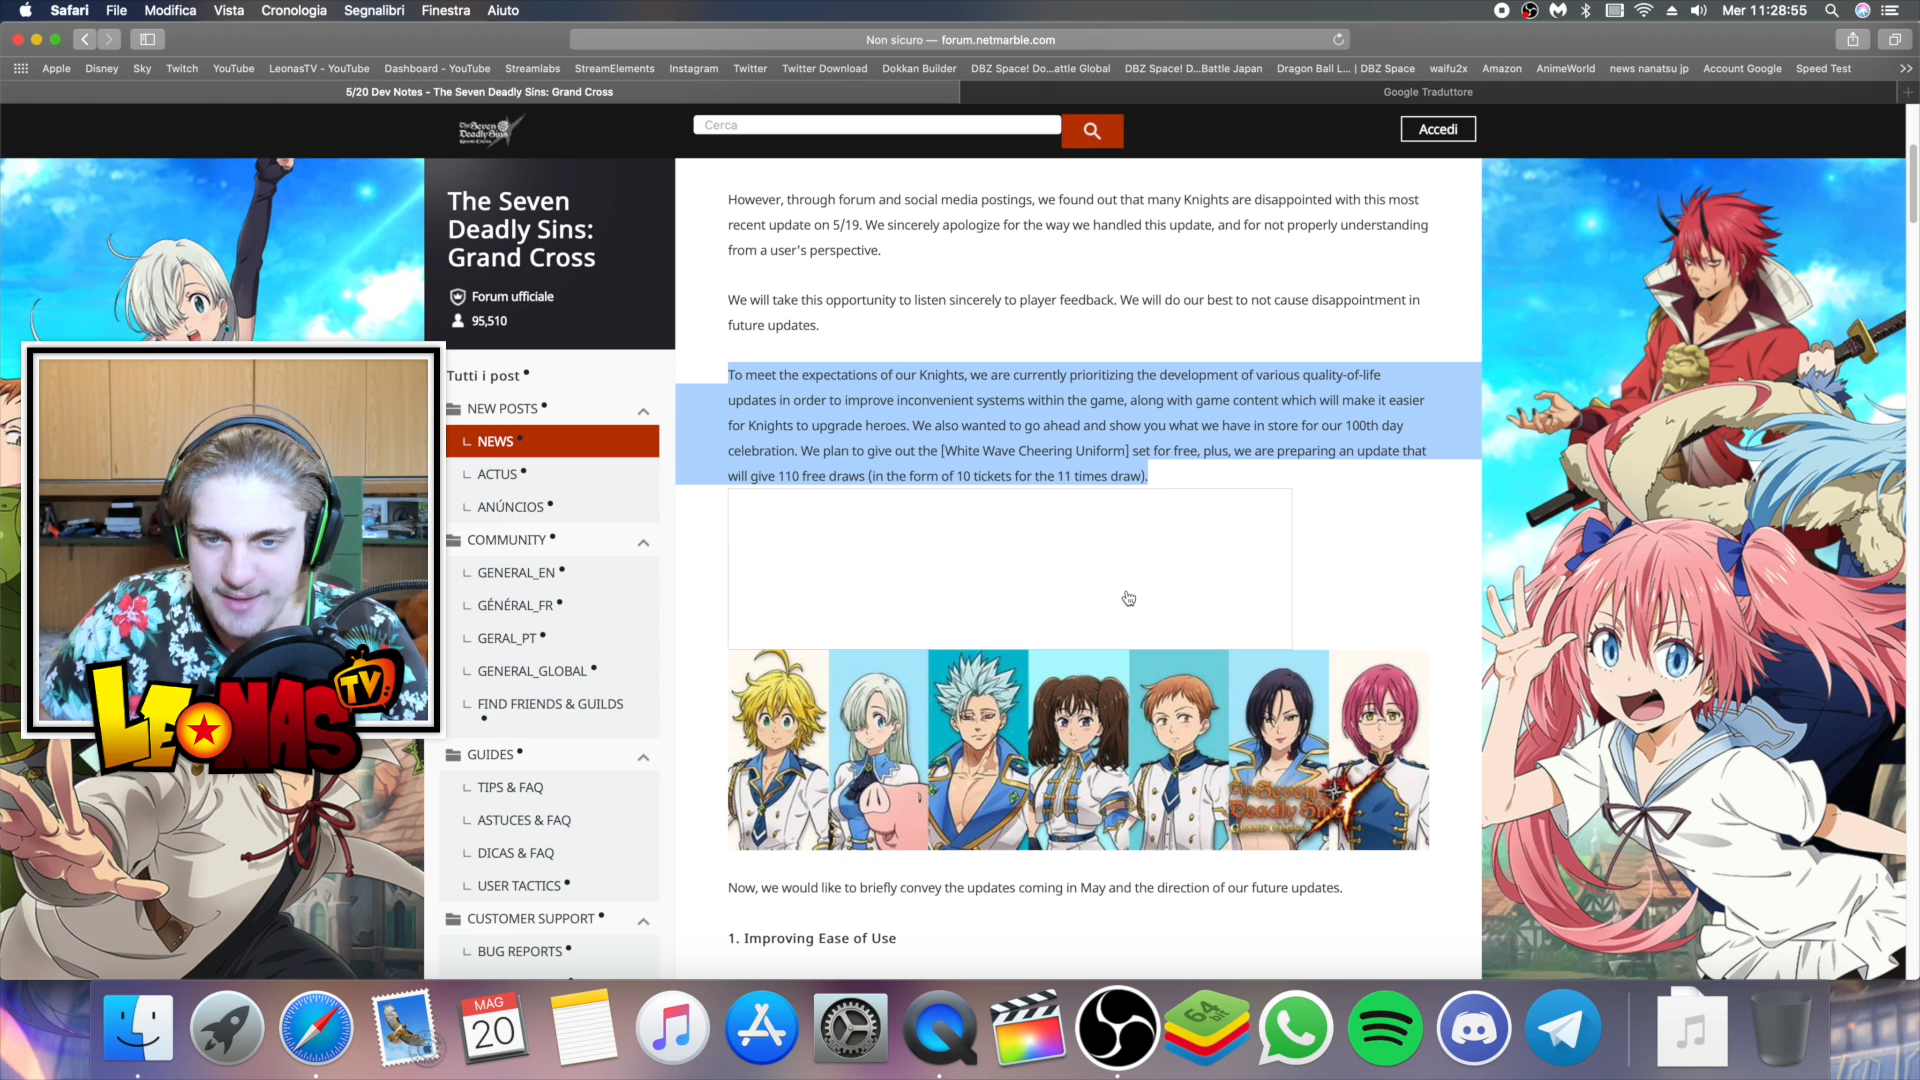 Safari File Modifica Vista Cronologia Segnalibri Finestra Aiuto Mer 11:28:55
Non sicuro — forum.netmarble.com
Apple Disney Sky Twitch YouTube LeonasTV - YouTube Dashboard - YouTube Streamlabs StreamElements Instagram Twitter Twitter Download Dokkan Builder DBZ Space! Do...attle Global DBZ Space! D...Battle Japan Dragon Ball L... | DBZ Space waifu2x Amazon AnimeWorld news nanatsu jp Account Google Speed Test
5/20 Dev Notes - The Seven Deadly Sins: Grand Cross Google Traduttore
The Seven
Deadly Sins
GRAND CROSS
Cerca
Accedi
The Seven
Deadly Sins:
Grand Cross
Forum ufficiale
95,510
Tutti i post
NEW POSTS
NEWS
ACTUS
ANÚNCIOS
COMMUNITY
GENERAL_EN
GÉNÉRAL_FR
GERAL_PT
GENERAL_GLOBAL
FIND FRIENDS & GUILDS
GUIDES
TIPS & FAQ
ASTUCES & FAQ
DICAS & FAQ
USER TACTICS
CUSTOMER SUPPORT
BUG REPORTS
However, through forum and social media postings, we found out that many Knights are disappointed with this most
recent update on 5/19. We sincerely apologize for the way we handled this update, and for not properly understanding
from a user's perspective.
We will take this opportunity to listen sincerely to player feedback. We will do our best to not cause disappointment in
future updates.
To meet the expectations of our Knights, we are currently prioritizing the development of various quality-of-life
updates in order to improve inconvenient systems within the game, along with game content which will make it easier
for Knights to upgrade heroes. We also wanted to go ahead and show you what we have in store for our 100th day
celebration. We plan to give out the [White Wave Cheering Uniform] set for free, plus, we are preparing an update that
will give 110 free draws (in the form of 10 tickets for the 11 times draw).
The Seven
Deadly Sins
GRAND CROSS
Now, we would like to briefly convey the updates coming in May and the direction of our future updates.
1. Improving Ease of Use
LEONAS
TV
MAG
20
64
bit